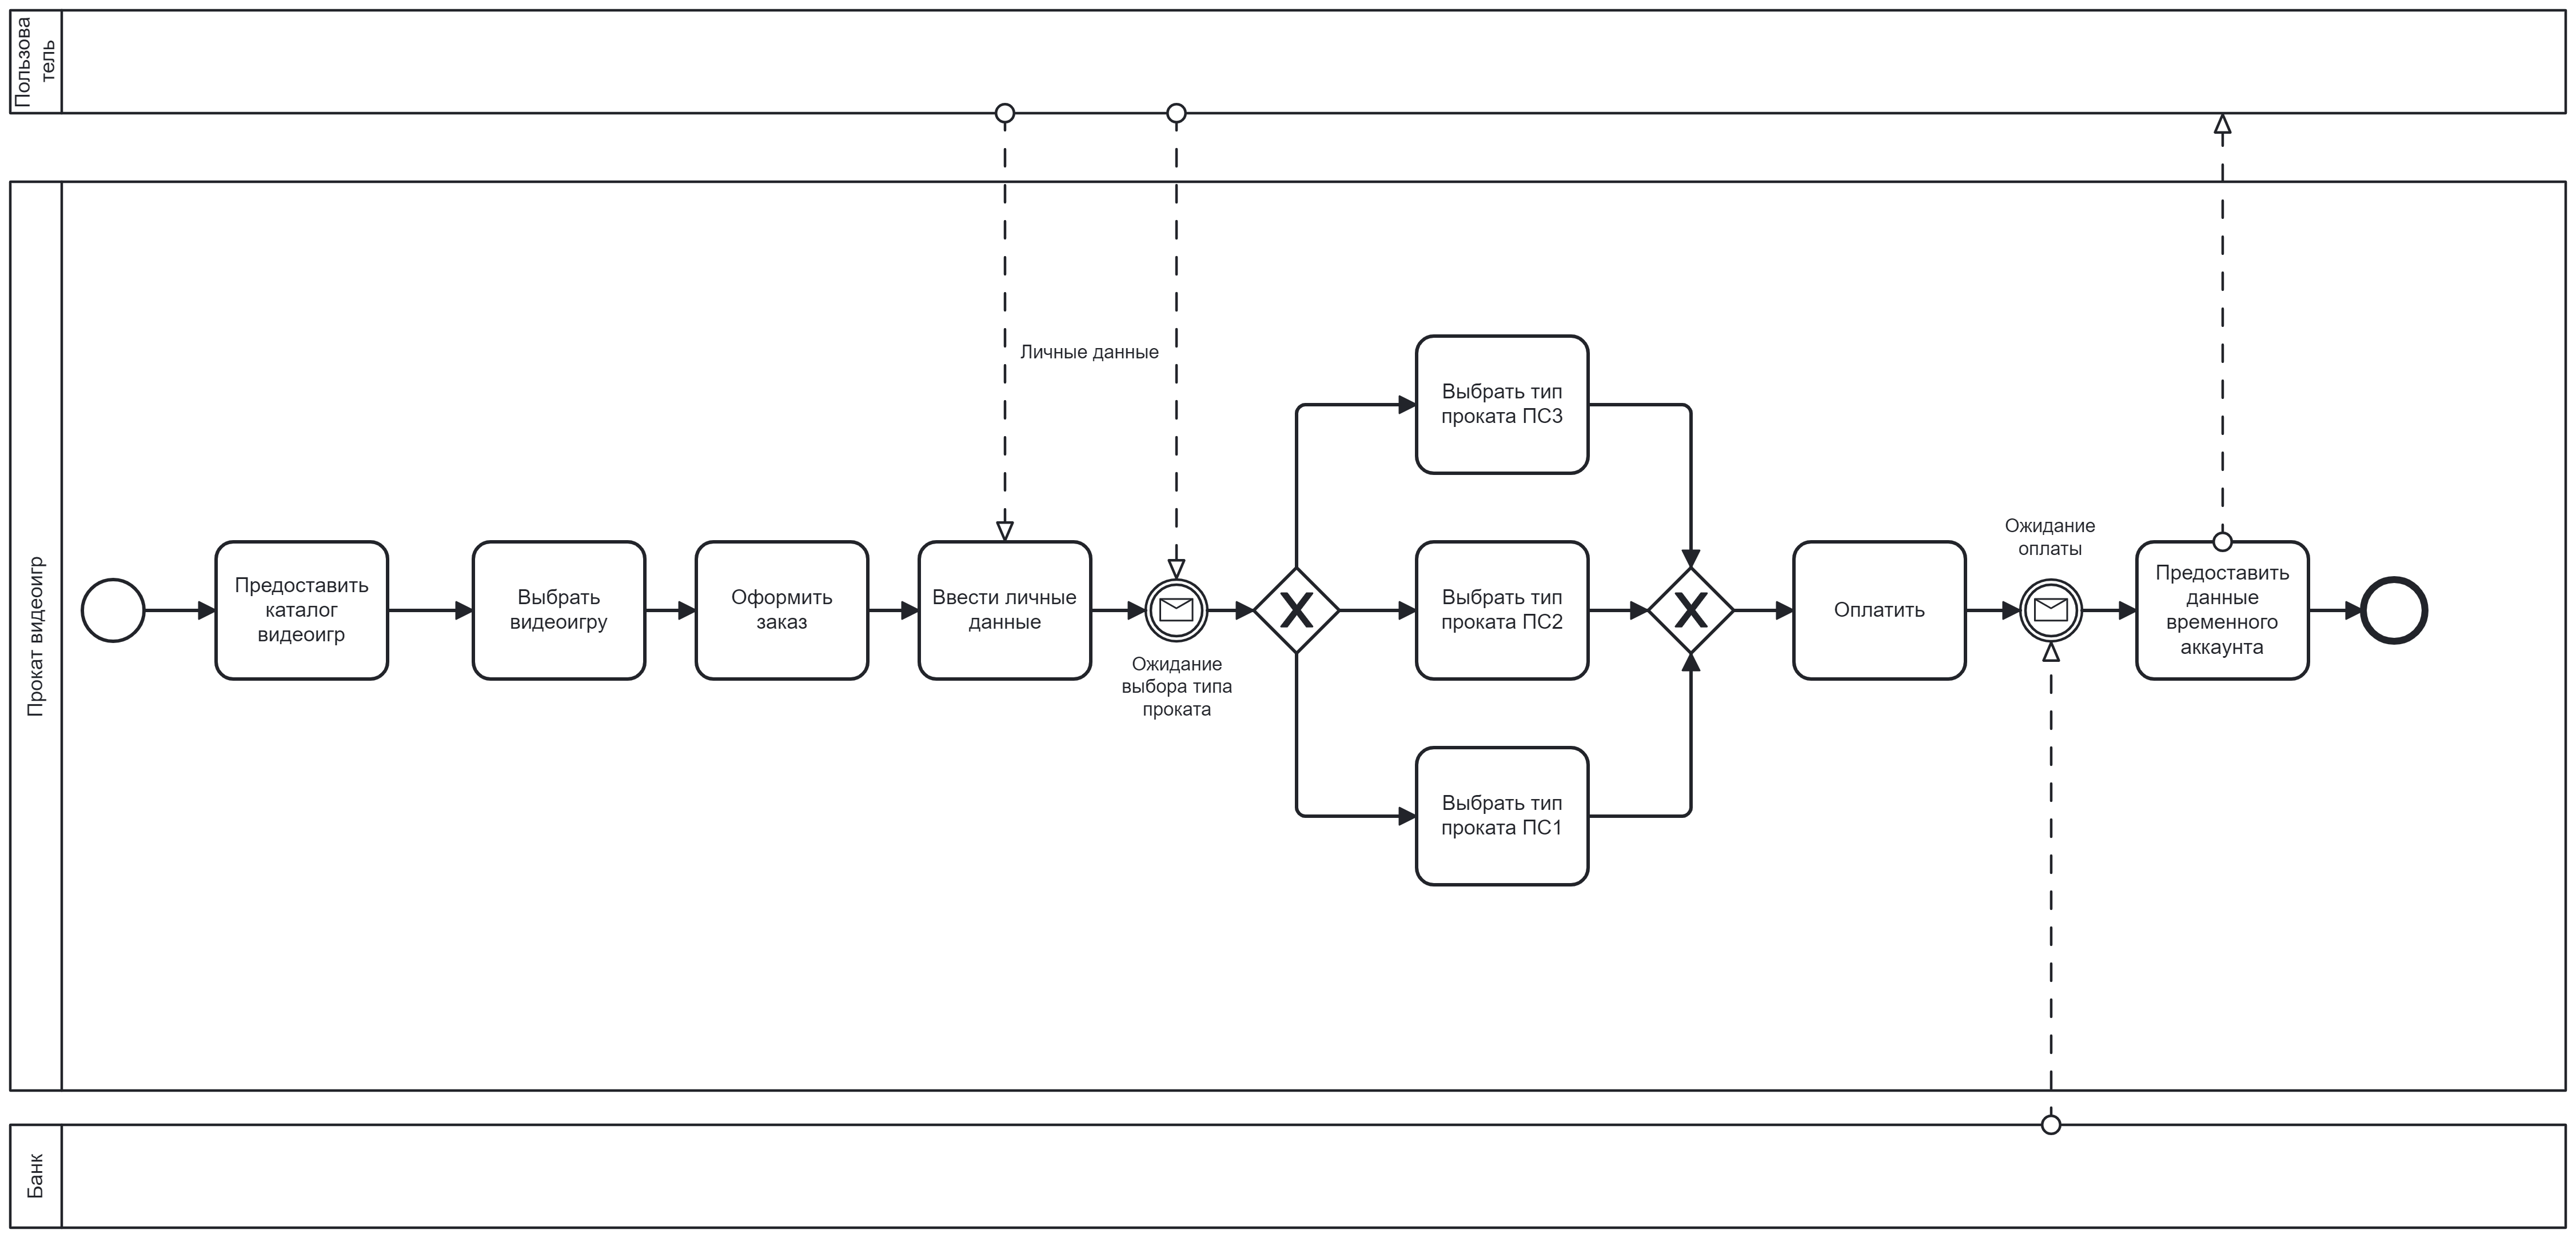 Пользова
тель
Прокат видеоигр
Предоставить
каталог
видеоигр
Выбрать
видеоигру
Оформить
заказ
Ввести личные
данные
Личные данные
Ожидание
выбора типа
проката
Выбрать тип
проката ПС3
Выбрать тип
проката ПС2
Выбрать тип
проката ПС1
Оплатить
Ожидание
оплаты
Предоставить
данные
временного
аккаунта
Банк